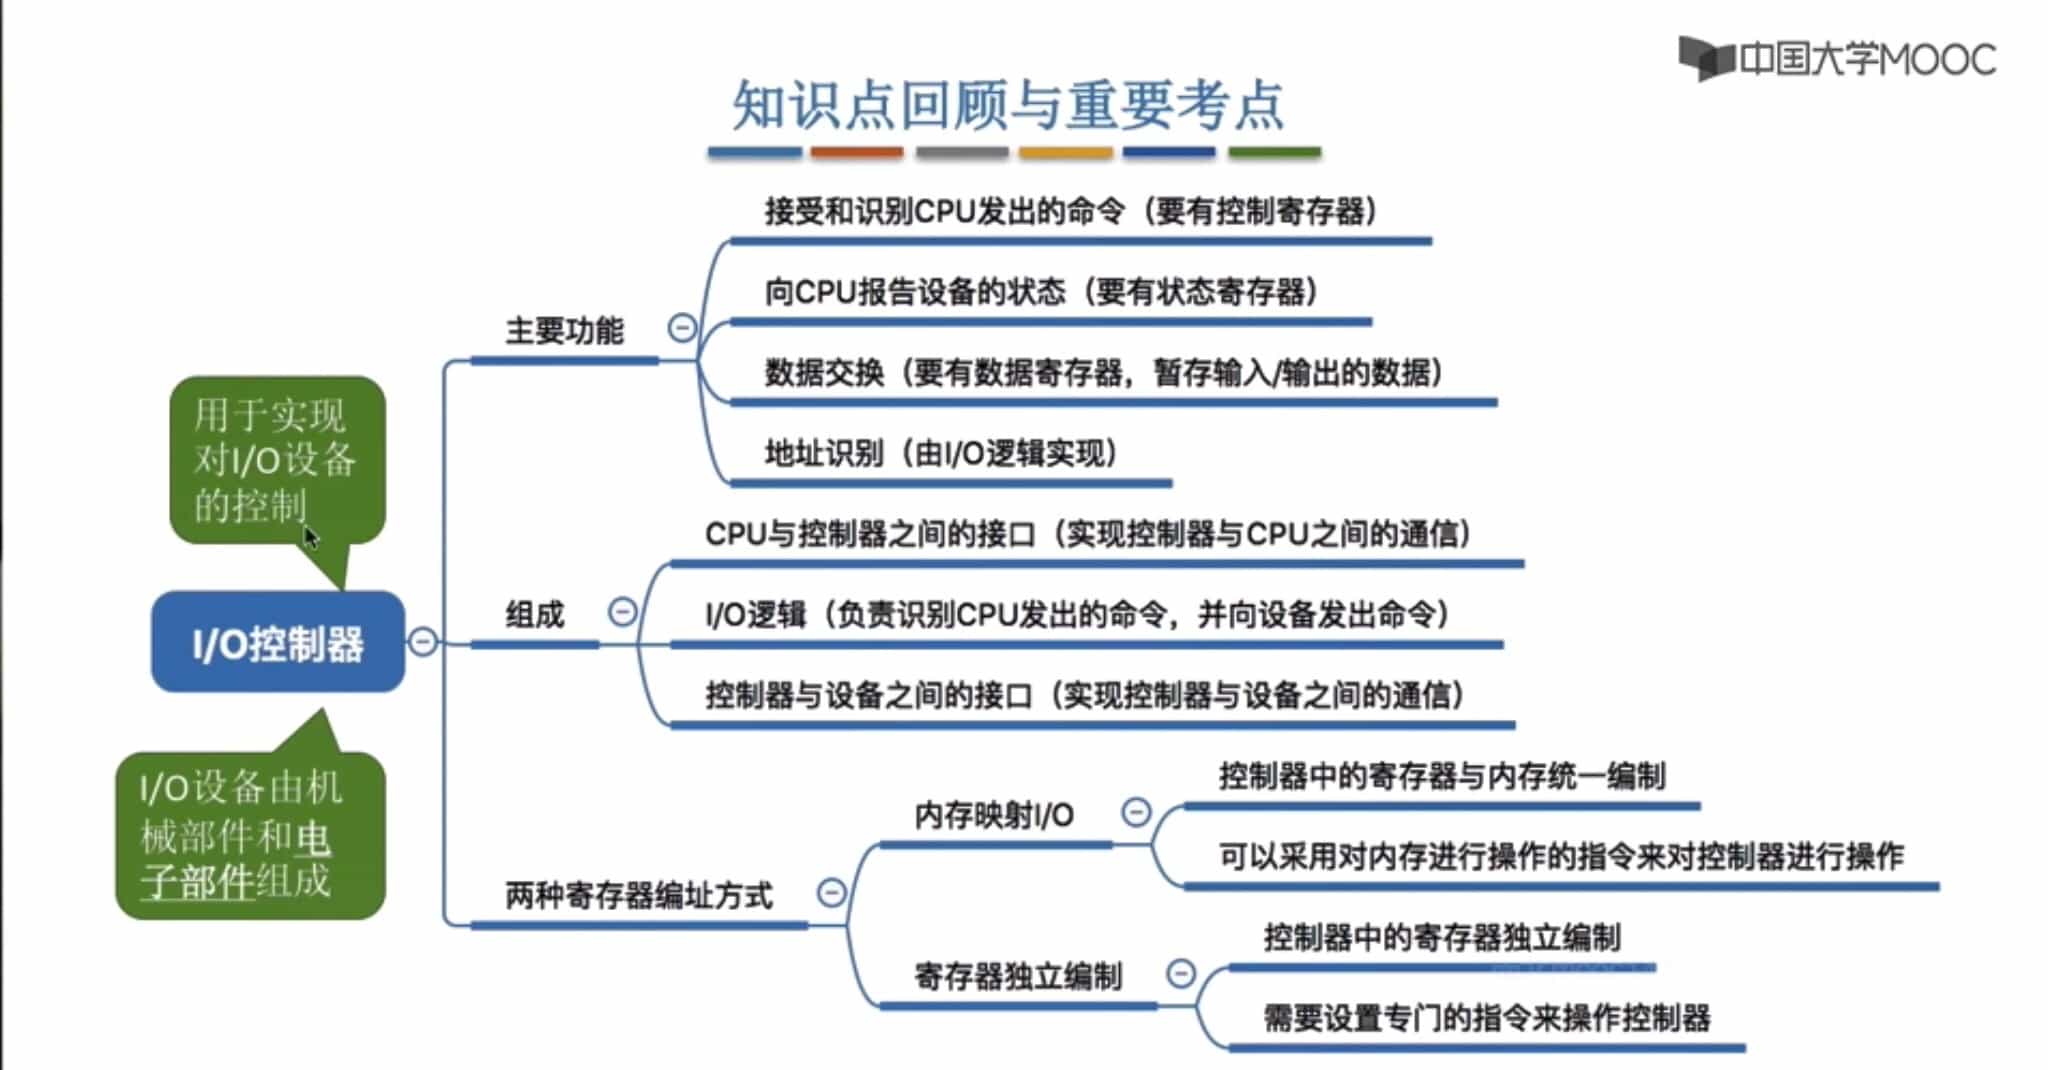 中国大学MOOC
知识点回顾与重要考点
接受和识别CPU发出的命令（要有控制寄存器）
向CPU报告设备的状态（要有状态寄存器）
主要功能
数据交换（要有数据寄存器，暂存输入/输出的数据）
地址识别（由I/O逻辑实现）
用于实现
对I/O设备
的控制
CPU与控制器之间的接口（实现控制器与CPU之间的通信）
组成
I/O逻辑（负责识别CPU发出的命令，并向设备发出命令）
I/O控制器
控制器与设备之间的接口（实现控制器与设备之间的通信）
I/O设备由机
械部件和电
子部件组成
控制器中的寄存器与内存统一编制
内存映射I/O
可以采用对内存进行操作的指令来对控制器进行操作
两种寄存器编址方式
控制器中的寄存器独立编制
寄存器独立编制
需要设置专门的指令来操作控制器